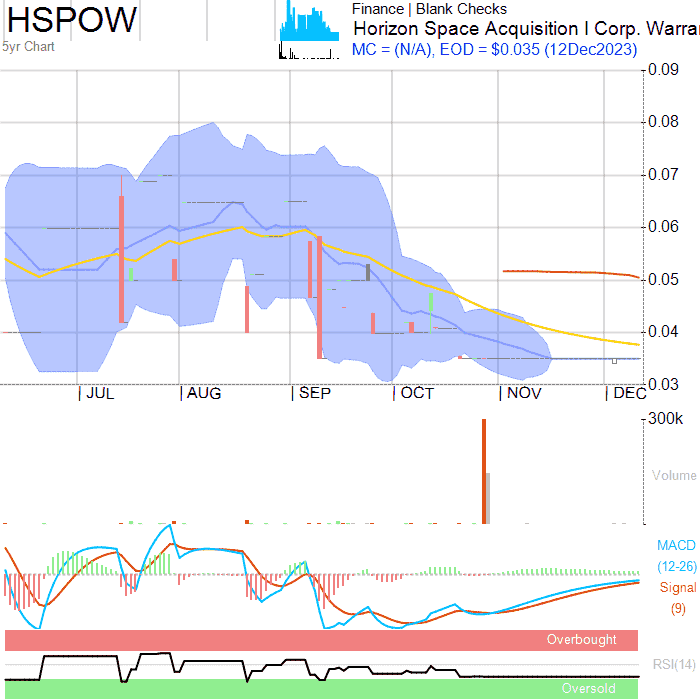 HSPOW
5yr Chart
Finance | Blank Checks
Horizon Space Acquisition I Corp. Warra
MC = (N/A), EOD = $0.035 (12Dec2023)
0.09
0.08
0.07
0.06
0.05
0.04
0.03
JUL AUG SEP OCT NOV DEC
300k
Volume
MACD
(12-26)
Signal
(9)
Overbought
RSI(14)
Oversold